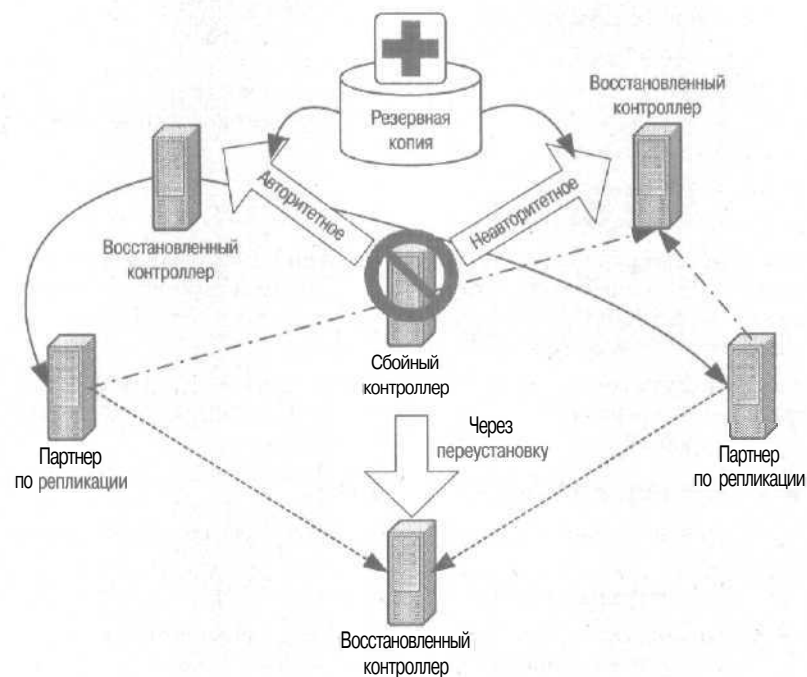 Резервная
копия
Восстановленный
контроллер
Авторитетное
Неавторитетное
Восстановленный
контроллер
Сбойный
контроллер
Партнер
по репликации
Через
переустановку
Партнер
по репликации
Восстановленный
контроллер